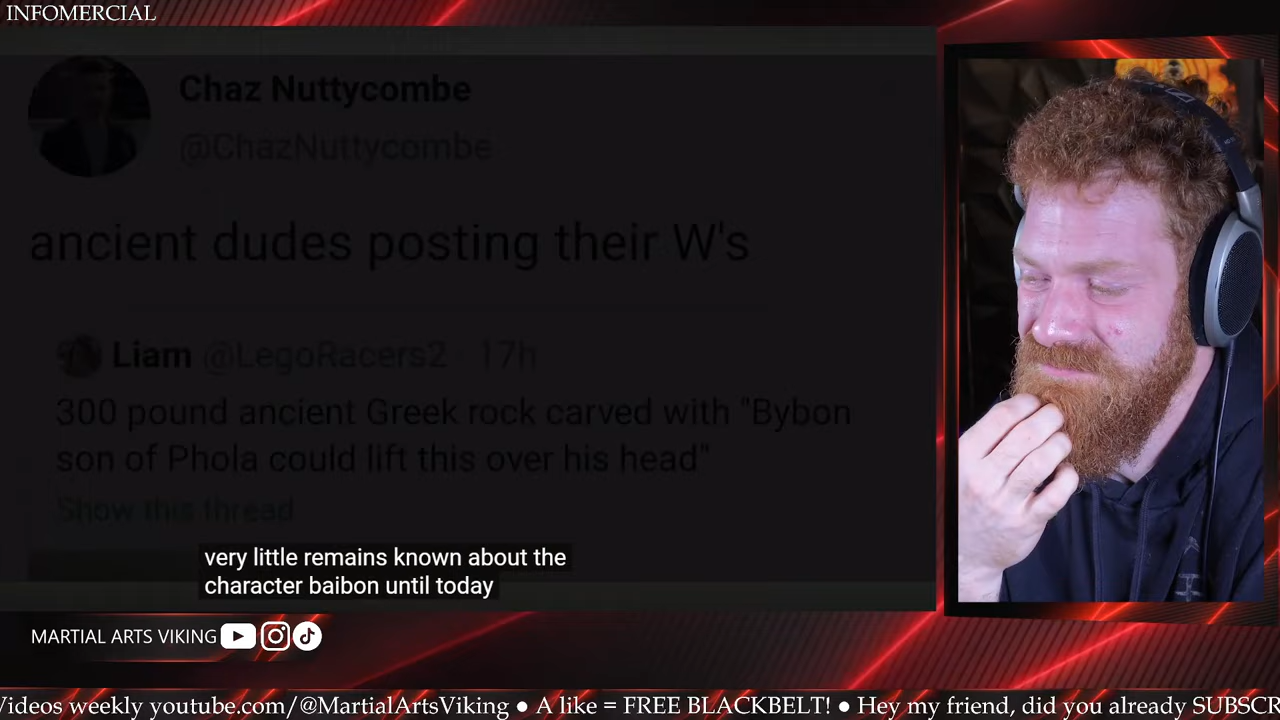 INFOMERCIAL
Chaz Nuttycombe
@ChazNuttycombe
ancient dudes posting their W's
Liam @LegoRacers2 · 17h
300 pound ancient Greek rock carved with "Bybon
son of Phola could lift this over his head"
Show this thread
very little remains known about the
character baibon until today
MARTIAL ARTS VIKING
Videos weekly youtube.com/@MartialArtsViking ● A like = FREE BLACKBELT! ● Hey my friend, did you already SUBSCR